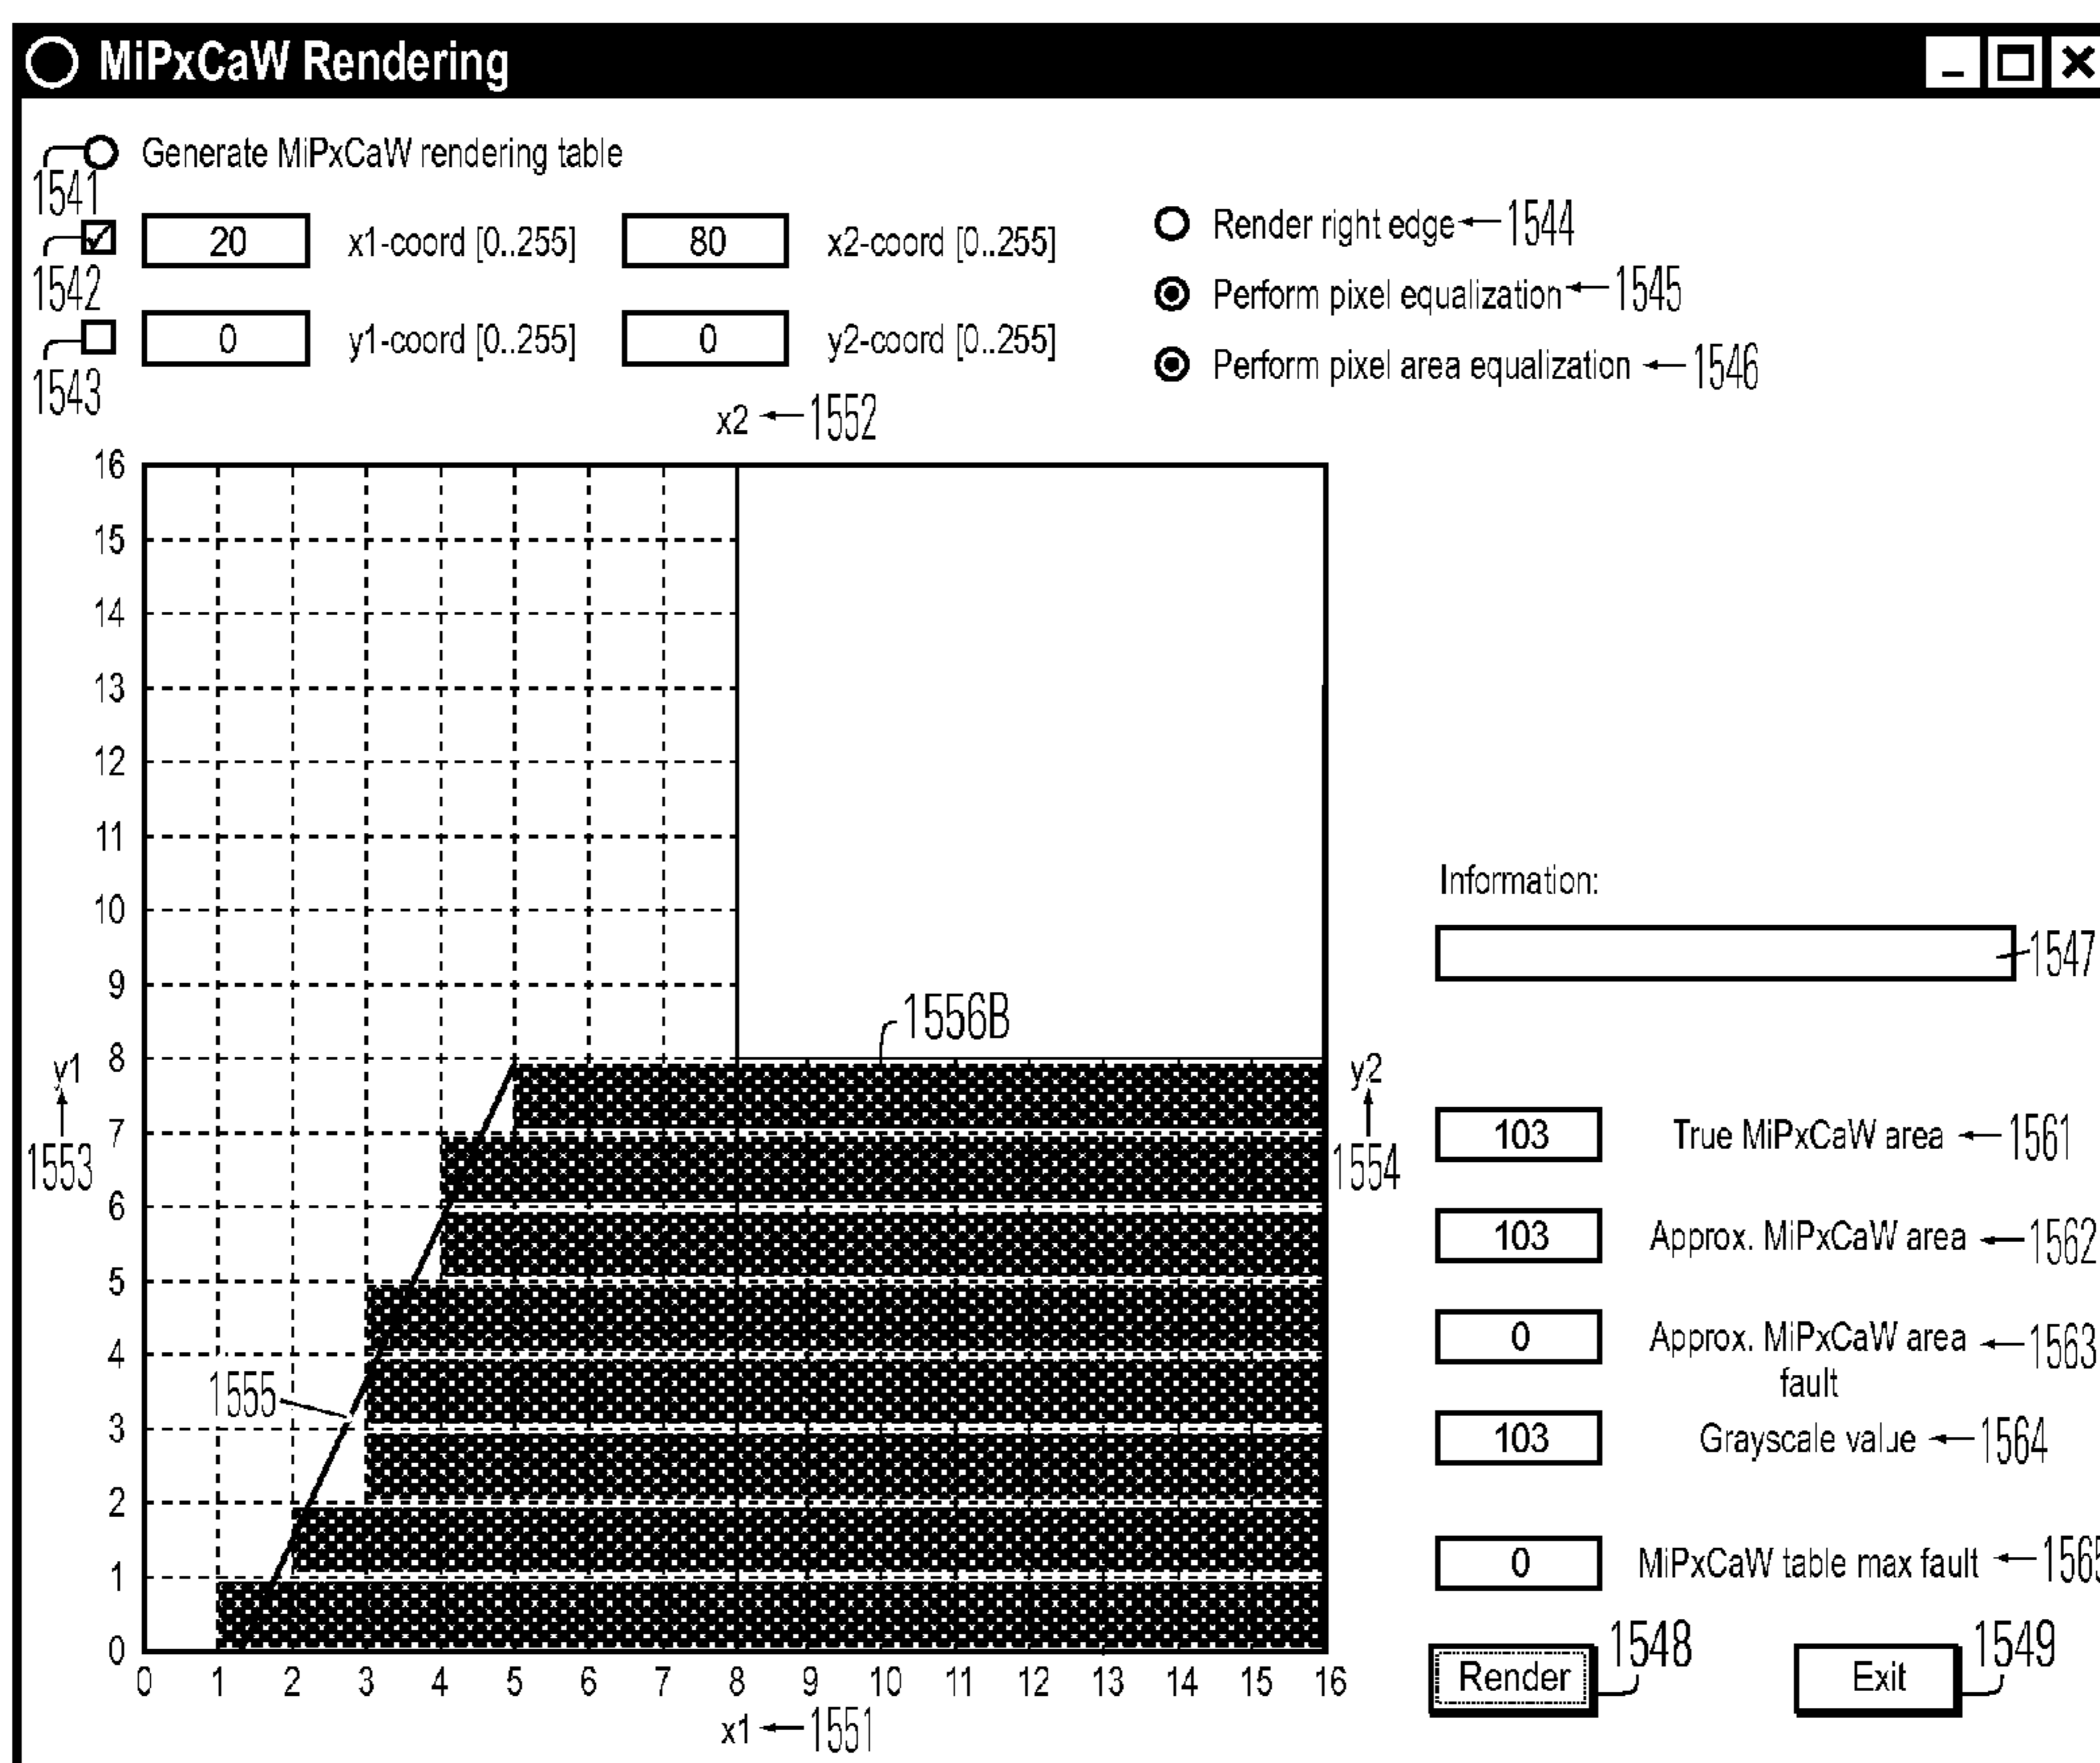 MiPxCaW Rendering
Generate MiPxCaW rendering table
1541
20 x1-coord [0..255] 80 x2-coord [0..255]
1542
0 y1-coord [0..255] 0 y2-coord [0..255]
1543
Render right edge 1544
Perform pixel equalization 1545
Perform pixel area equalization 1546
x2 1552
16
15
14
13
12
11
10
9
8
7
6
5
4
3
2
1
0
y1
1553
1555
1556B
y2
1554
0 1 2 3 4 5 6 7 8 9 10 11 12 13 14 15 16
x1 1551
Information:
1547
103 True MiPxCaW area 1561
103 Approx. MiPxCaW area 1562
0 Approx. MiPxCaW area 1563
fault
103 Grayscale value 1564
0 MiPxCaW table max fault 1565
Render 1548
Exit 1549